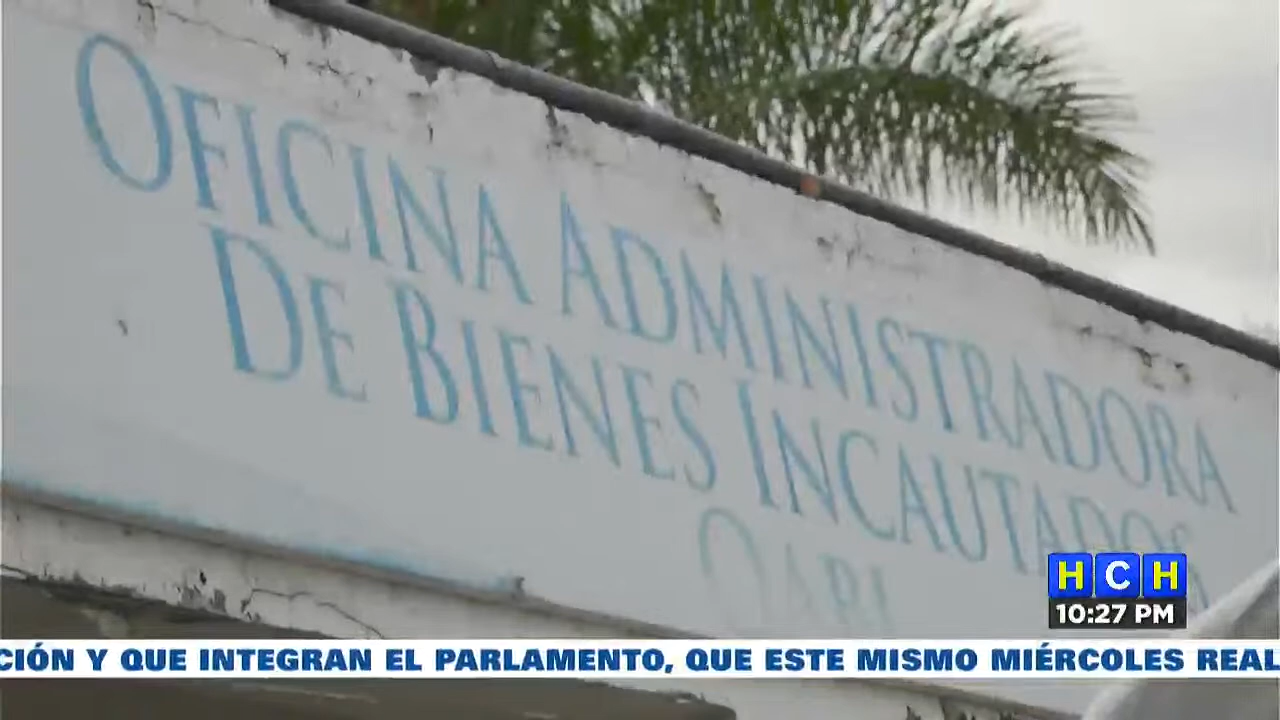 OFICINA ADMINISTRADORA
DE BIENES INCAUTADOS
OABI
HCH
10:27 PM
CIÓN Y QUE INTEGRAN EL PARLAMENTO, QUE ESTE MISMO MIÉRCOLES REAL